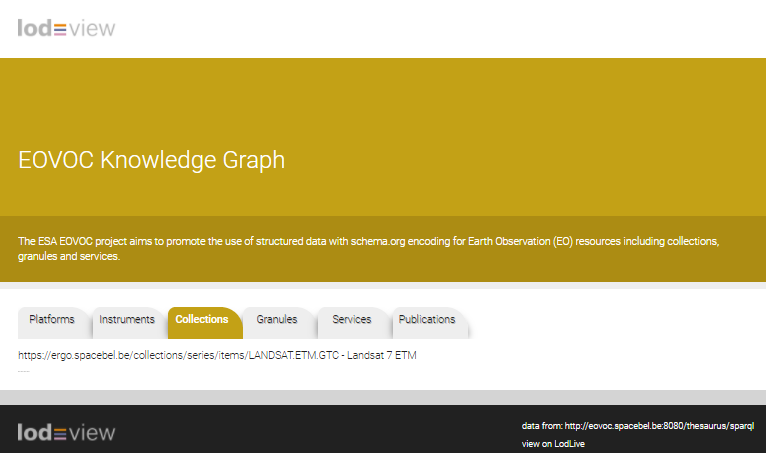 lodview
EOVOC Knowledge Graph
The ESA EOVOC project aims to promote the use of structured data with schema.org encoding for Earth Observation (EO) resources including collections,
granules and services.
Platforms Instruments Collections Granules Services Publications
https://ergo.spacebel.be/collections/series/items/LANDSAT.ETM.GTC - Landsat 7 ETM
....
lodview
data from: http://eovoc.spacebel.be:8080/thesaurus/sparql
view on LodLive